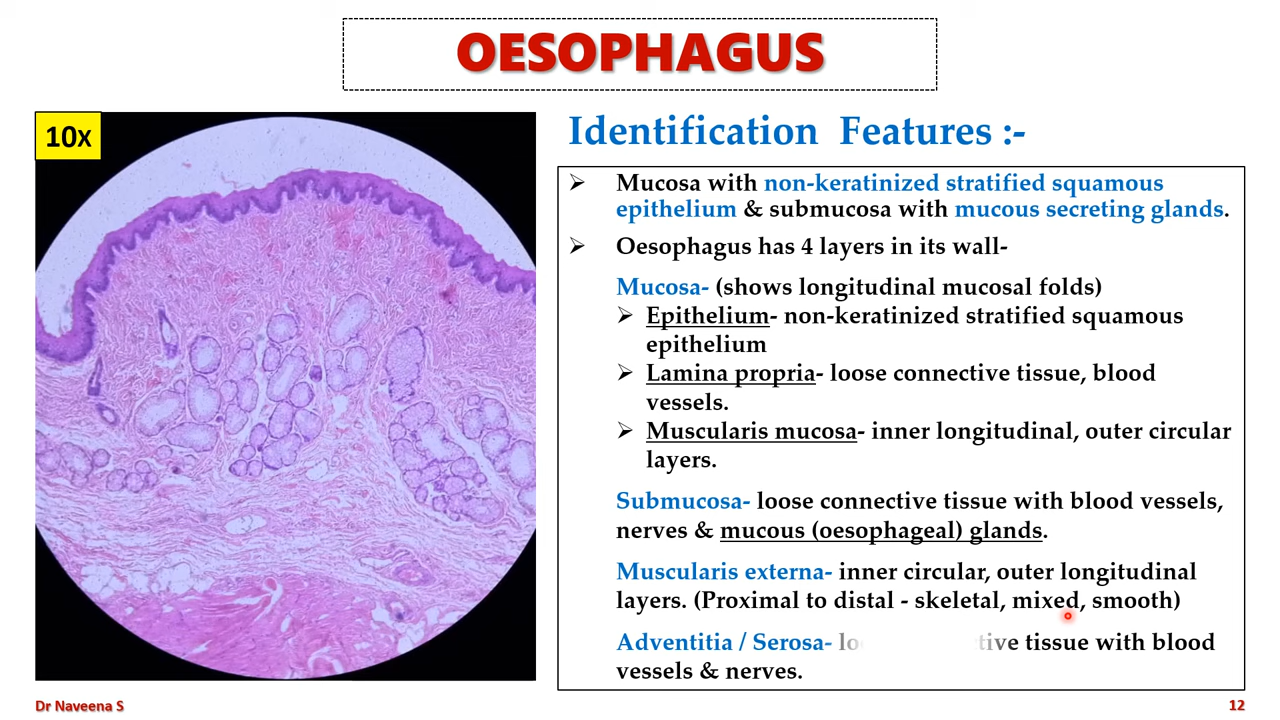 OESOPHAGUS
10X
Identification Features :-
Mucosa with non-keratinized stratified squamous
epithelium & submucosa with mucous secreting glands.
Oesophagus has 4 layers in its wall-
Mucosa- (shows longitudinal mucosal folds)
Epithelium- non-keratinized stratified squamous
epithelium
Lamina propria- loose connective tissue, blood
vessels.
Muscularis mucosa- inner longitudinal, outer circular
layers.
Submucosa- loose connective tissue with blood vessels,
nerves & mucous (oesophageal) glands.
Muscularis externa- inner circular, outer longitudinal
layers. (Proximal to distal - skeletal, mixed, smooth)
Adventitia / Serosa- tissue with blood
vessels & nerves.
Dr Naveena S
12